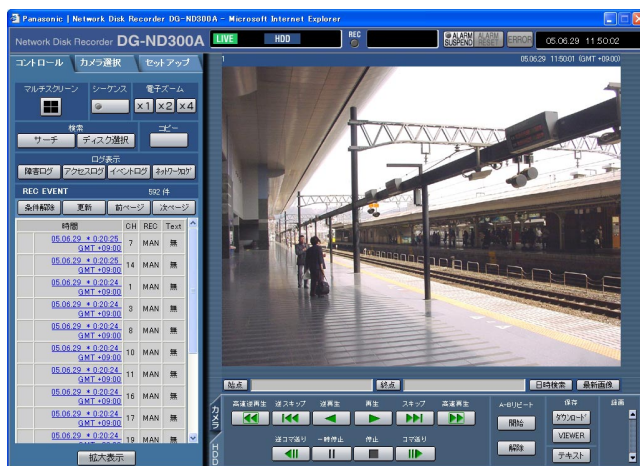 Panasonic | Network Disk Recorder DG-ND300A - Microsoft Internet Explorer
Network Disk Recorder DG-ND300A
LIVE
HDD
REC
ALARM SUSPEND
ALARM RESET
ERROR
05.06.29 11:50:02
コントロール カメラ選択 セットアップ
マルチスクリーン シーケンス 電子ズーム
x1 x2 x4
検索 コピー
サーチ ディスク選択
ログ表示
障害ログ アクセスログ イベントログ ネットワークログ
REC EVENT 592 件
条件解除 更新 前ページ 次ページ
時間 CH REC Text
05.06.29 * 0:20:25 GMT +09:00 7 MAN 無
05.06.29 * 0:20:25 GMT +09:00 14 MAN 無
05.06.29 * 0:20:24 GMT +09:00 1 MAN 無
05.06.29 * 0:20:24 GMT +09:00 3 MAN 無
05.06.29 * 0:20:24 GMT +09:00 8 MAN 無
05.06.29 * 0:20:24 GMT +09:00 10 MAN 無
05.06.29 * 0:20:24 GMT +09:00 11 MAN 無
05.06.29 * 0:20:24 GMT +09:00 16 MAN 無
05.06.29 * 0:20:24 GMT +09:00 17 MAN 無
05.06.29 * 0:20:24 GMT +09:00 19 MAN 無
拡大表示
1
05.06.29 11:50:01 (GMT +09:00)
始点 終点 日時検索 最新画像
カメラ
HDD
高速逆再生 逆スキップ 逆再生 再生 スキップ 高速再生
逆コマ送り 一時停止 停止 コマ送り
A-Bリピート
開始
解除
保存
ダウンロード
VIEWER
テキスト
録画